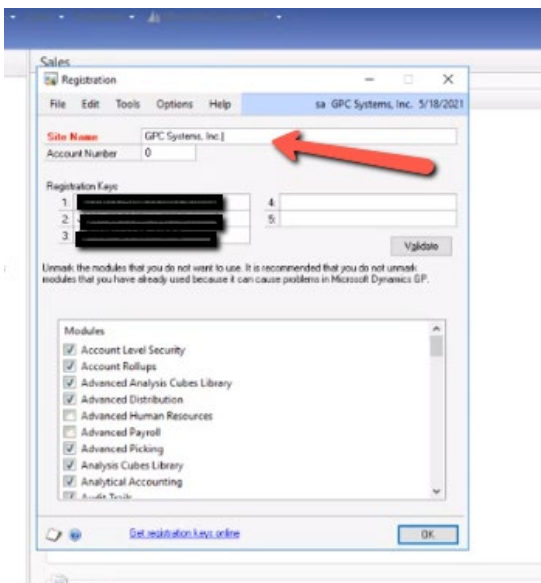 Sales
Registration
File Edit Tools Options Help sa GPC Systems, Inc. 5/18/2021
Site Name GPC Systems, Inc.
Account Number 0
Registration Keys
1: 4:
2: 5:
3:
Validate
Unmark the modules that you do not want to use. It is recommended that you do not unmark
modules that you have already used because it can cause problems in Microsoft Dynamics GP.
Modules
Account Level Security
Account Rollups
Advanced Analysis Cubes Library
Advanced Distribution
Advanced Human Resources
Advanced Payroll
Advanced Picking
Analysis Cubes Library
Analytical Accounting
Audit Trails
Get registration keys online
OK